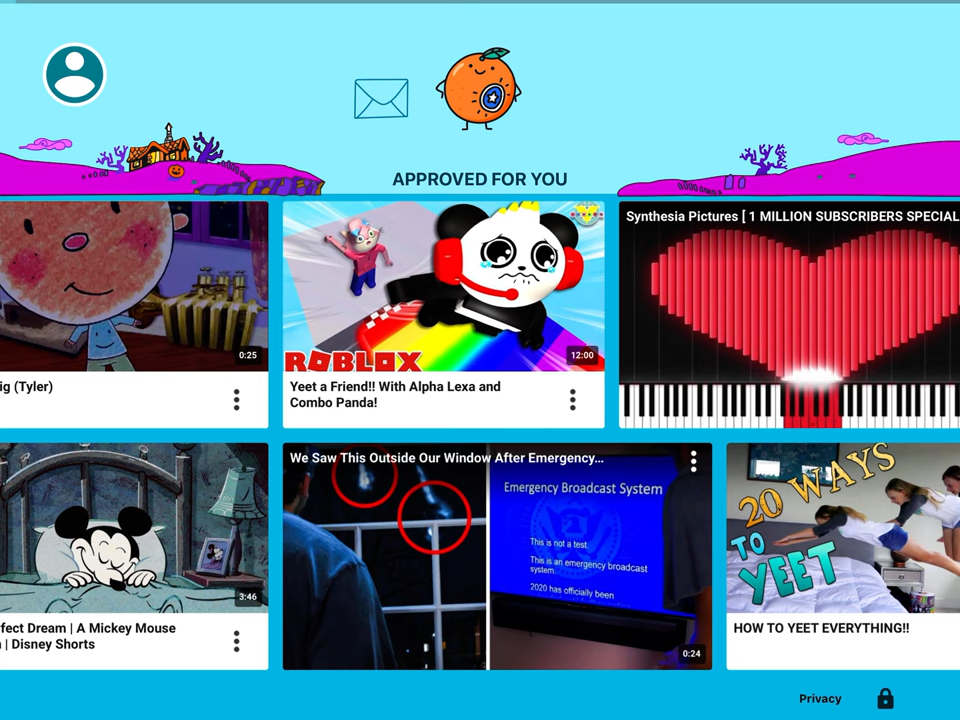 APPROVED FOR YOU
ig (Tyler)
0:25
ROBLOX
12:00
Yeet a Friend!! With Alpha Lexa and
Combo Panda!
Synthesia Pictures [ 1 MILLION SUBSCRIBERS SPECIAL
3:46
fect Dream | A Mickey Mouse
| Disney Shorts
We Saw This Outside Our Window After Emergency...
Emergency Broadcast System
This is not a test
This is an emergency broadcast
system.
2020 has officially been
0:24
20 WAYS
TO
YEET
HOW TO YEET EVERYTHING!!
Privacy